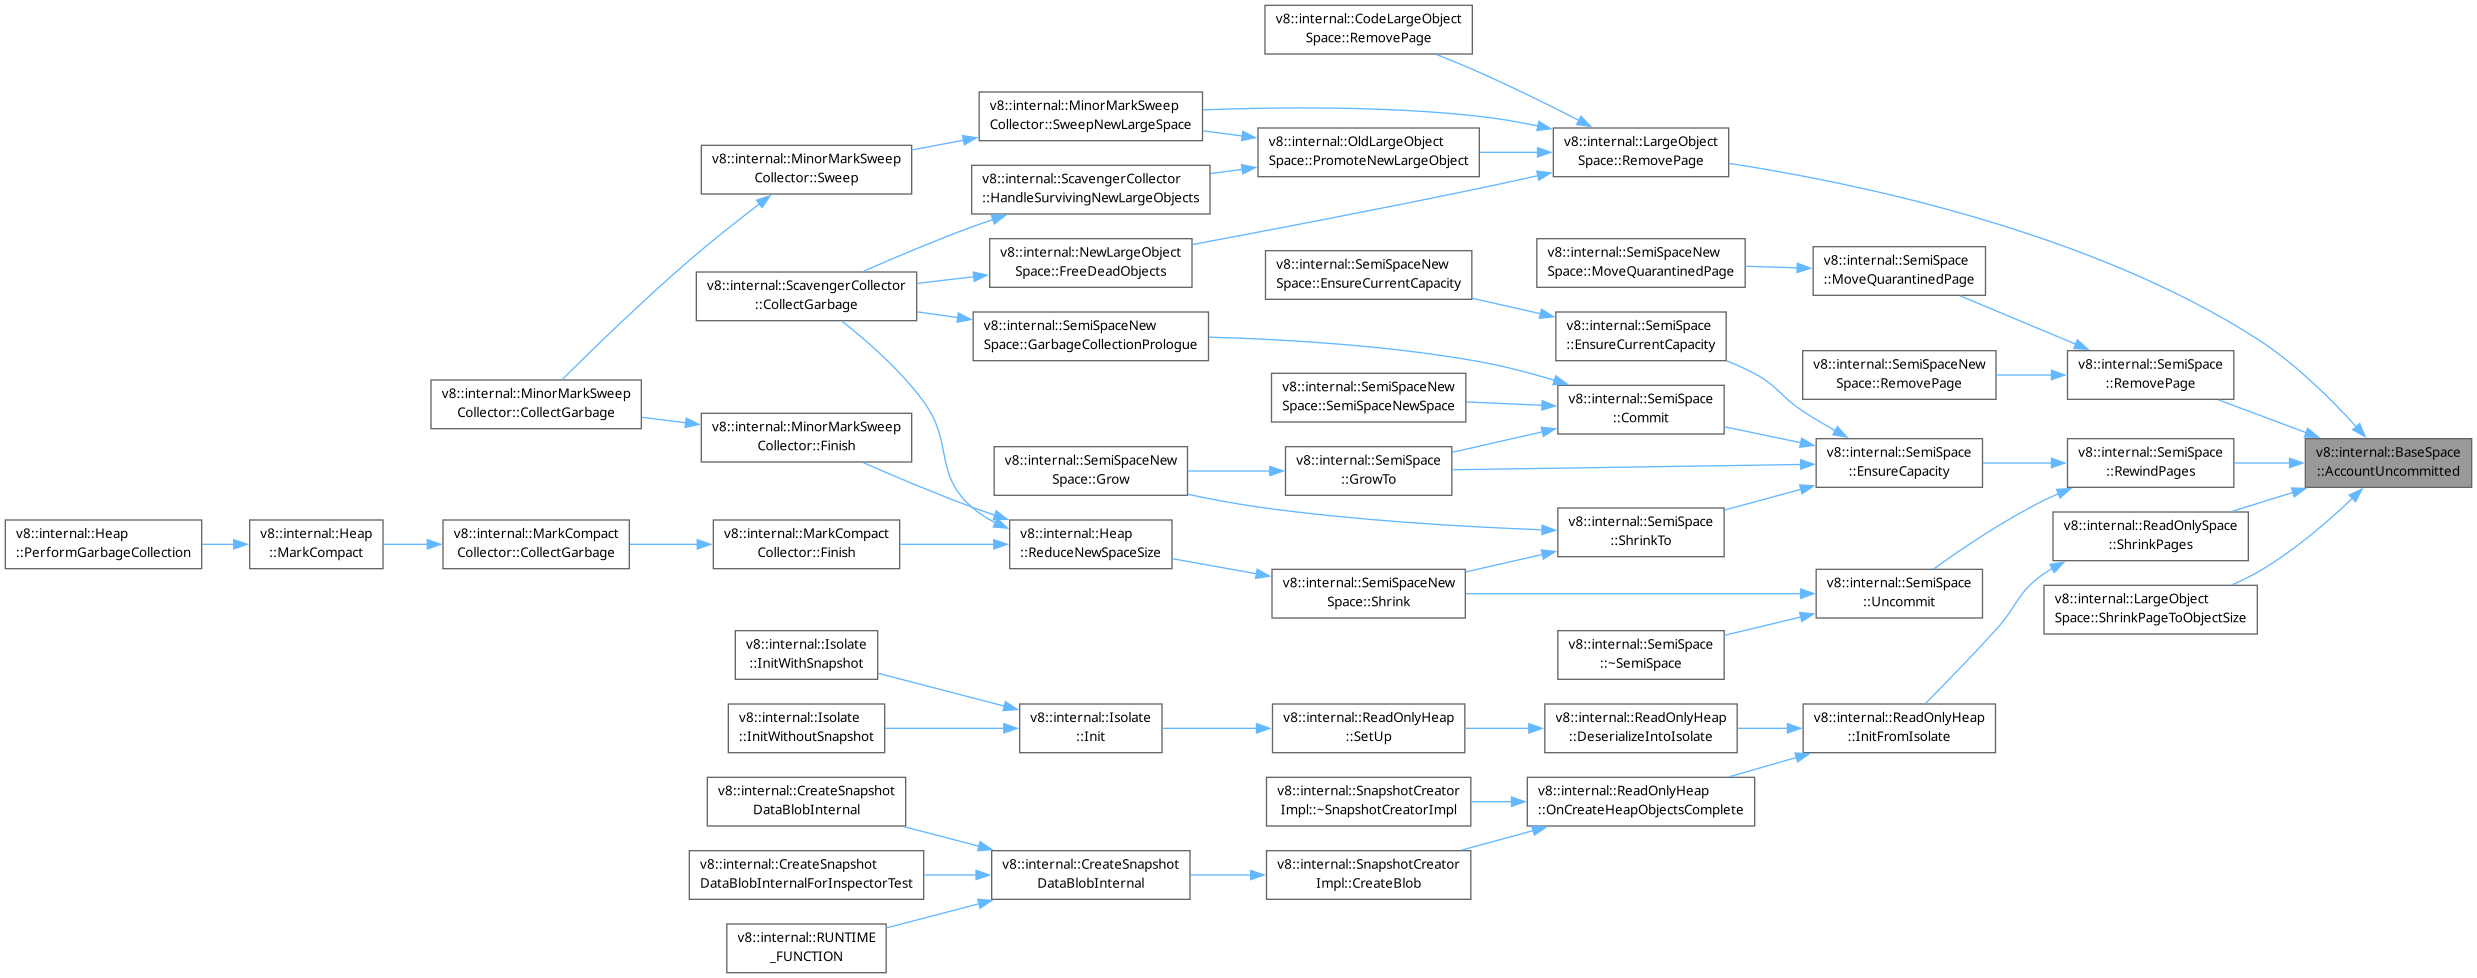 v8::internal::CodeLargeObject
Space::RemovePage
v8::internal::MinorMarkSweep
Collector::SweepNewLargeSpace
v8::internal::OldLargeObject
Space::PromoteNewLargeObject
v8::internal::LargeObject
Space::RemovePage
v8::internal::MinorMarkSweep
Collector::Sweep
v8::internal::ScavengerCollector
::HandleSurvivingNewLargeObjects
v8::internal::NewLargeObject
Space::FreeDeadObjects
v8::internal::SemiSpaceNew
Space::MoveQuarantinedPage
v8::internal::SemiSpace
::MoveQuarantinedPage
v8::internal::SemiSpaceNew
Space::EnsureCurrentCapacity
v8::internal::ScavengerCollector
::CollectGarbage
v8::internal::SemiSpaceNew
Space::GarbageCollectionPrologue
v8::internal::SemiSpace
::EnsureCurrentCapacity
v8::internal::SemiSpaceNew
Space::RemovePage
v8::internal::SemiSpace
::RemovePage
v8::internal::MinorMarkSweep
Collector::CollectGarbage
v8::internal::SemiSpaceNew
Space::SemiSpaceNewSpace
v8::internal::SemiSpace
::Commit
v8::internal::MinorMarkSweep
Collector::Finish
v8::internal::SemiSpaceNew
Space::Grow
v8::internal::SemiSpace
::GrowTo
v8::internal::SemiSpace
::EnsureCapacity
v8::internal::SemiSpace
::RewindPages
v8::internal::BaseSpace
::AccountUncommitted
v8::internal::Heap
::PerformGarbageCollection
v8::internal::Heap
::MarkCompact
v8::internal::MarkCompact
Collector::CollectGarbage
v8::internal::MarkCompact
Collector::Finish
v8::internal::Heap
::ReduceNewSpaceSize
v8::internal::SemiSpace
::ShrinkTo
v8::internal::ReadOnlySpace
::ShrinkPages
v8::internal::SemiSpaceNew
Space::Shrink
v8::internal::SemiSpace
::Uncommit
v8::internal::LargeObject
Space::ShrinkPageToObjectSize
v8::internal::Isolate
::InitWithSnapshot
v8::internal::SemiSpace
::~SemiSpace
v8::internal::Isolate
::InitWithoutSnapshot
v8::internal::Isolate
::Init
v8::internal::ReadOnlyHeap
::SetUp
v8::internal::ReadOnlyHeap
::DeserializeIntoIsolate
v8::internal::ReadOnlyHeap
::InitFromIsolate
v8::internal::CreateSnapshot
DataBlobInternal
v8::internal::SnapshotCreator
Impl::~SnapshotCreatorImpl
v8::internal::ReadOnlyHeap
::OnCreateHeapObjectsComplete
v8::internal::CreateSnapshot
DataBlobInternalForInspectorTest
v8::internal::CreateSnapshot
DataBlobInternal
v8::internal::SnapshotCreator
Impl::CreateBlob
v8::internal::RUNTIME
_FUNCTION